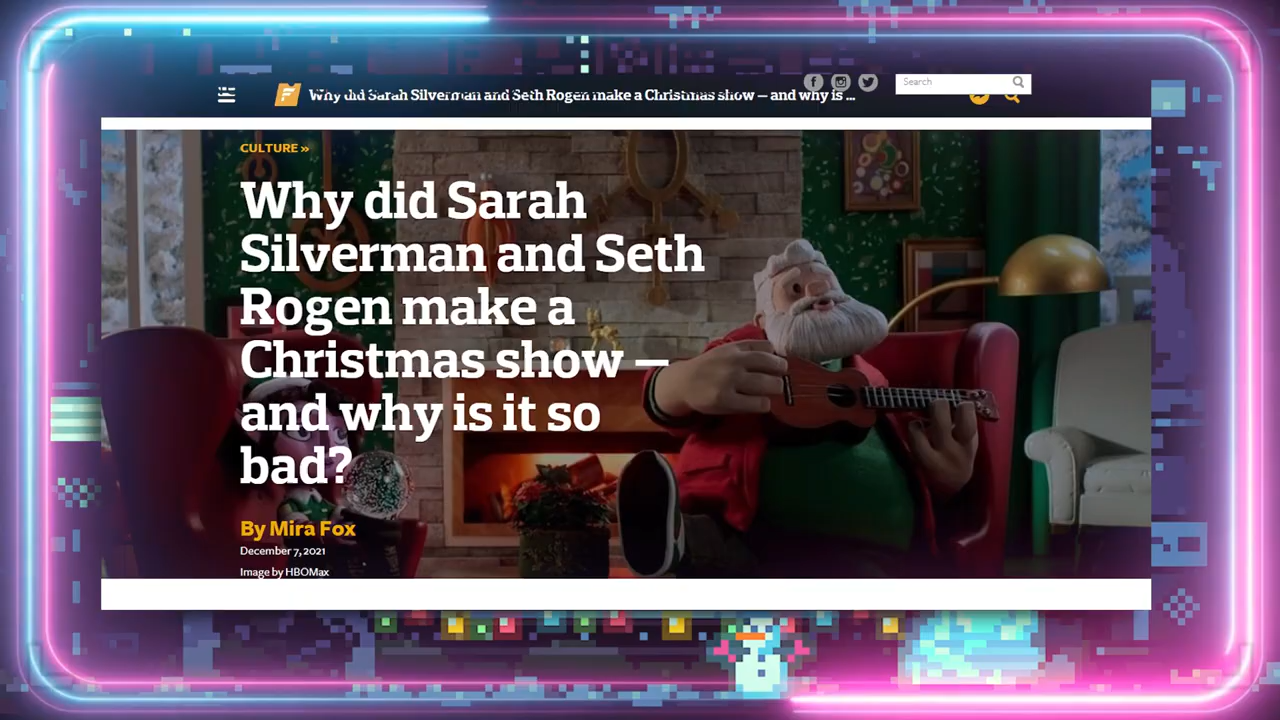 Why did Sarah Silverman and Seth Rogen make a Christmas show — and why is ...
Search
CULTURE »
Why did Sarah
Silverman and Seth
Rogen make a
Christmas show —
and why is it so
bad?
By Mira Fox
December 7, 2021
Image by HBOMax